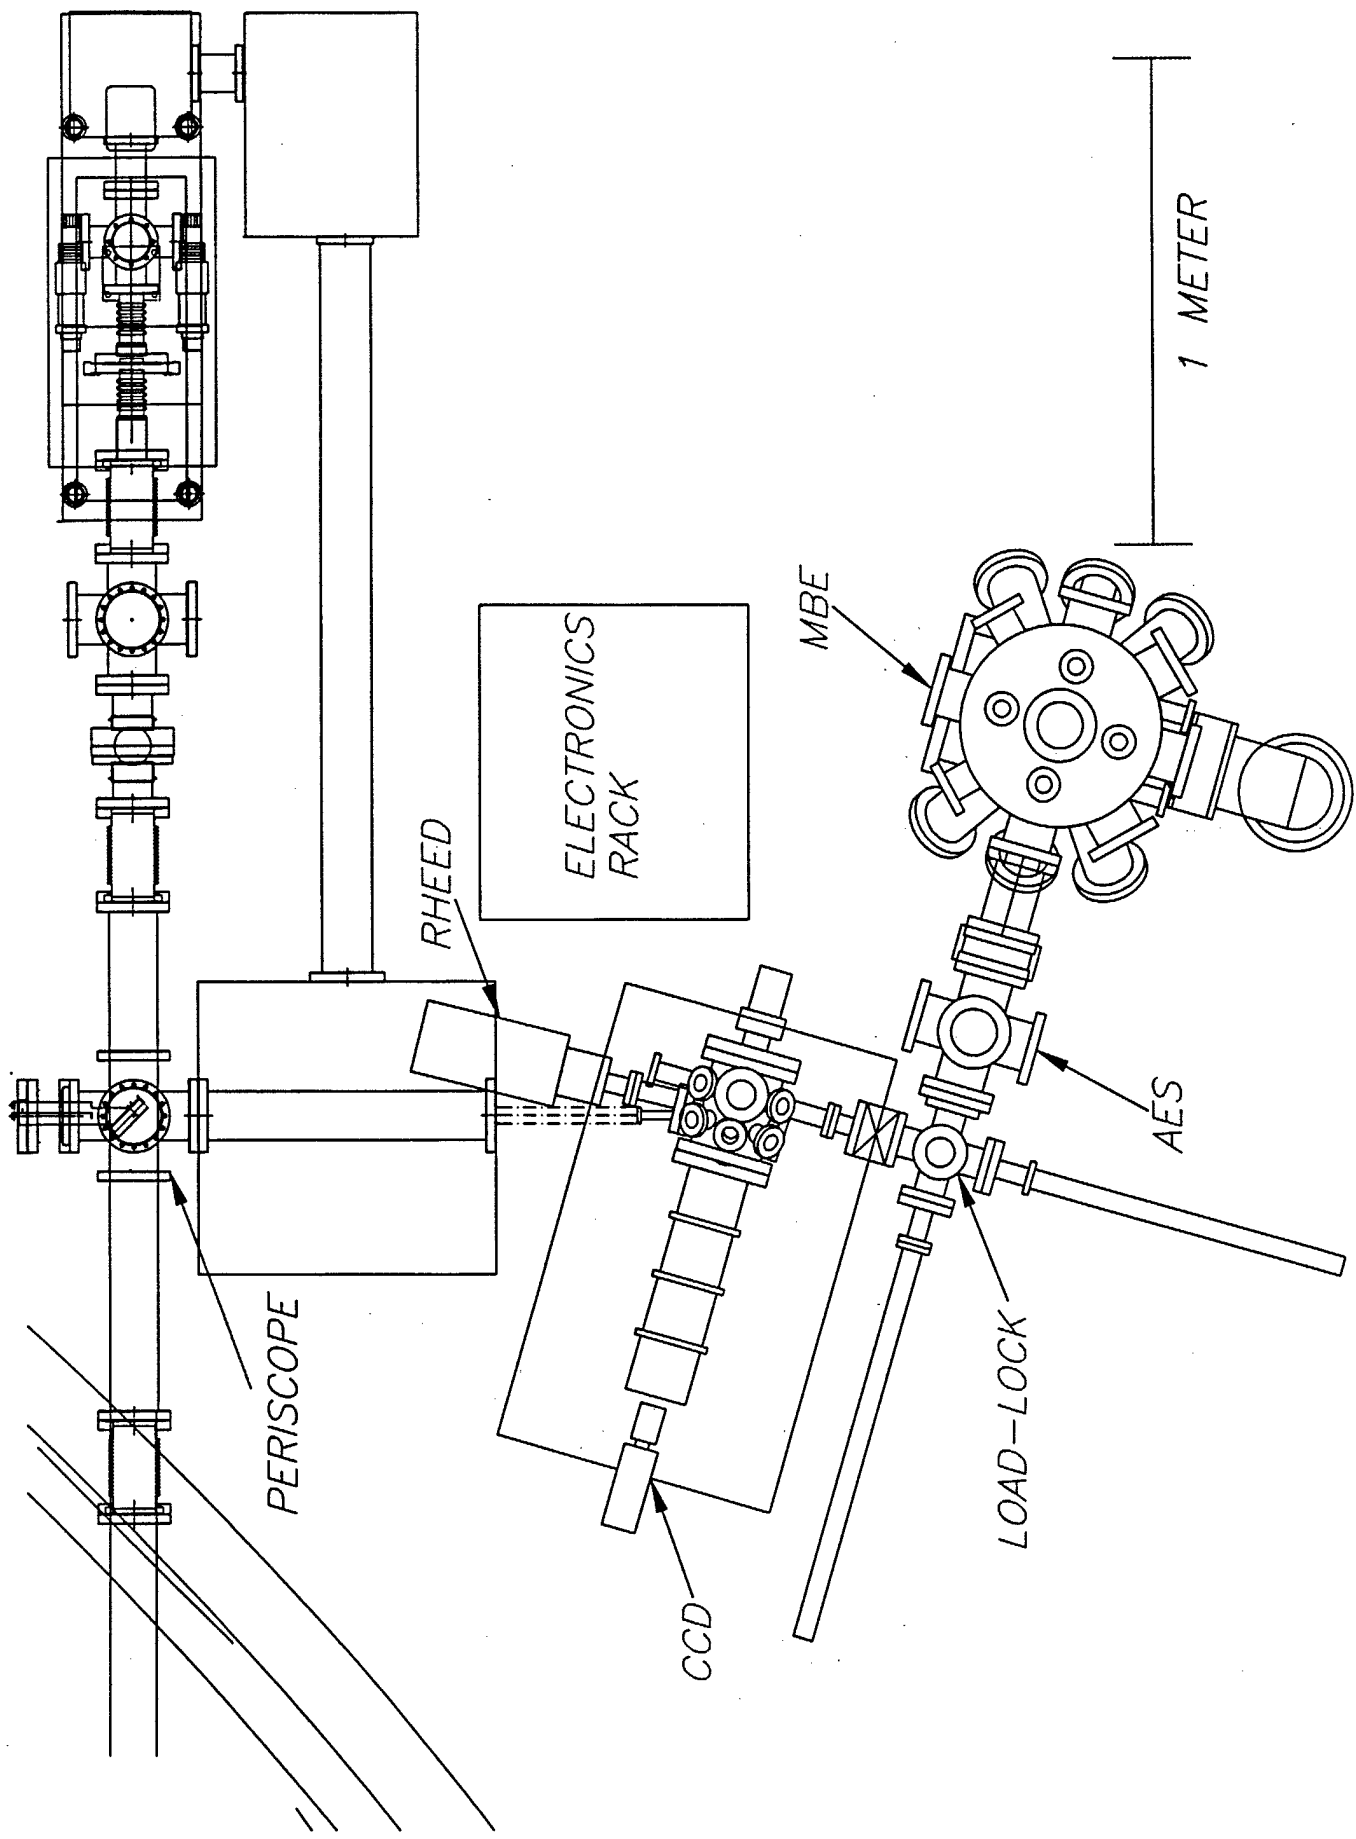 PERISCOPE
RHEED
ELECTRONICS
RACK
CCD
MBE
LOAD-LOCK
AES
1 METER